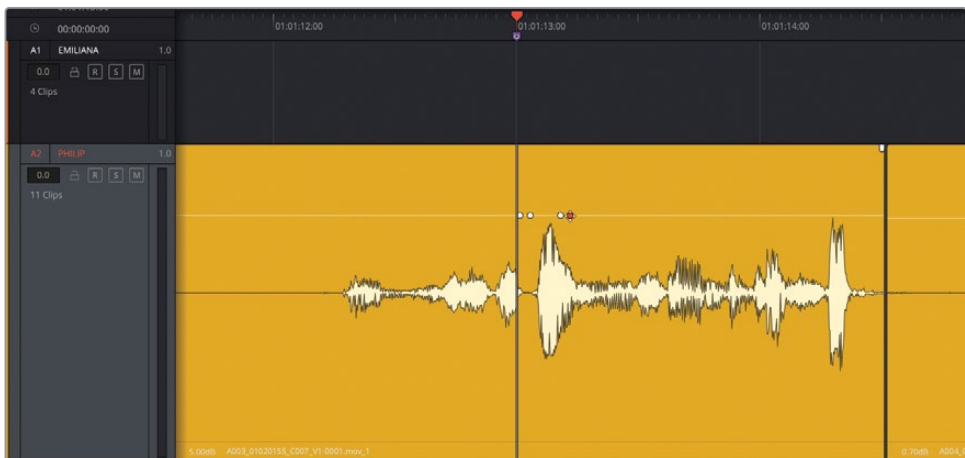 01:01:12:00 01:01:13:00 01:01:14:00
00:00:00:00
A1 EMILIANA 1.0
0.0 R S M
4 Clips
A2 PHILIP 1.0
0.0 R S M
11 Clips
5.00dB A003_01020153_C007_V1-0001.mov_1 0.70dB